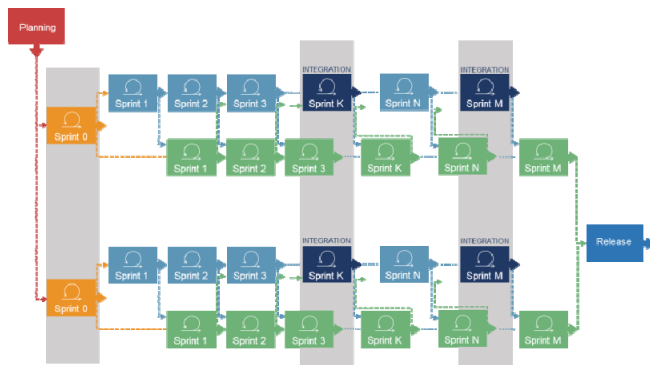 Planning
INTEGRATION
INTEGRATION
Sprint 1
Sprint 2
Sprint 3
Sprint K
Sprint N
Sprint M
Sprint 0
Sprint 1
Sprint 2
Sprint 3
Sprint K
Sprint N
Sprint M
Release
INTEGRATION
INTEGRATION
Sprint 1
Sprint 2
Sprint 3
Sprint K
Sprint N
Sprint M
Sprint 0
Sprint 1
Sprint 2
Sprint 3
Sprint K
Sprint N
Sprint M